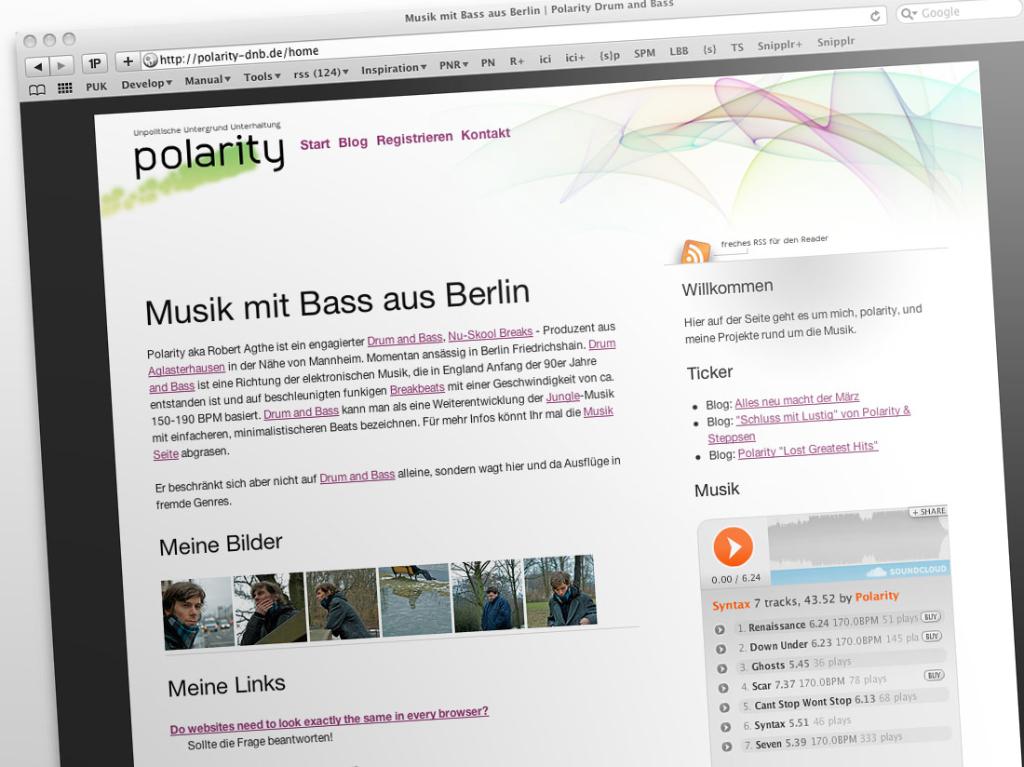 Musik mit Bass aus Berlin | Polarity Drum and Bass
http://polarity-dnb.de/home
Google
1P
PUK Develop Manual Tools rss (124) Inspiration PNR PN R+ ici ici+ {s}p SPM LBB {s} TS Snipplr+ Snipplr
Unpolitische Untergrund Unterhaltung
polarity
Start Blog Registrieren Kontakt
freches RSS für den Reader
Musik mit Bass aus Berlin
Polarity aka Robert Agthe ist ein engagierter Drum and Bass, Nu-Skool Breaks - Produzent aus
Aglasterhausen in der Nähe von Mannheim. Momentan ansässig in Berlin Friedrichshain. Drum
and Bass ist eine Richtung der elektronischen Musik, die in England Anfang der 90er Jahre
entstanden ist und auf beschleunigten funkigen Breakbeats mit einer Geschwindigkeit von ca.
150-190 BPM basiert. Drum and Bass kann man als eine Weiterentwicklung der Jungle-Musik
mit einfacheren, minimalistischeren Beats bezeichnen. Für mehr Infos könnt Ihr mal die Musik
Seite abgrasen.
Er beschränkt sich aber nicht auf Drum and Bass alleine, sondern wagt hier und da Ausflüge in
fremde Genres.
Meine Bilder
Meine Links
Do websites need to look exactly the same in every browser?
Sollte die Frage beantworten!
Willkommen
Hier auf der Seite geht es um mich, polarity, und
meine Projekte rund um die Musik.
Ticker
Blog: Alles neu macht der März
Blog: "Schluss mit Lustig" von Polarity &
Steppsen
Blog: Polarity "Lost Greatest Hits"
Musik
+ SHARE
0.00 / 6.24
SOUNDCLOUD
Syntax 7 tracks, 43.52 by Polarity
1. Renaissance 6.24 170.0BPM 51 plays BUY
2. Down Under 6.23 170.0BPM 145 pla BUY
3. Ghosts 5.45 36 plays
4. Scar 7.37 170.0BPM 78 plays BUY
5. Cant Stop Wont Stop 6.13 68 plays
6. Syntax 5.51 46 plays
7. Seven 5.39 170.0BPM 333 plays